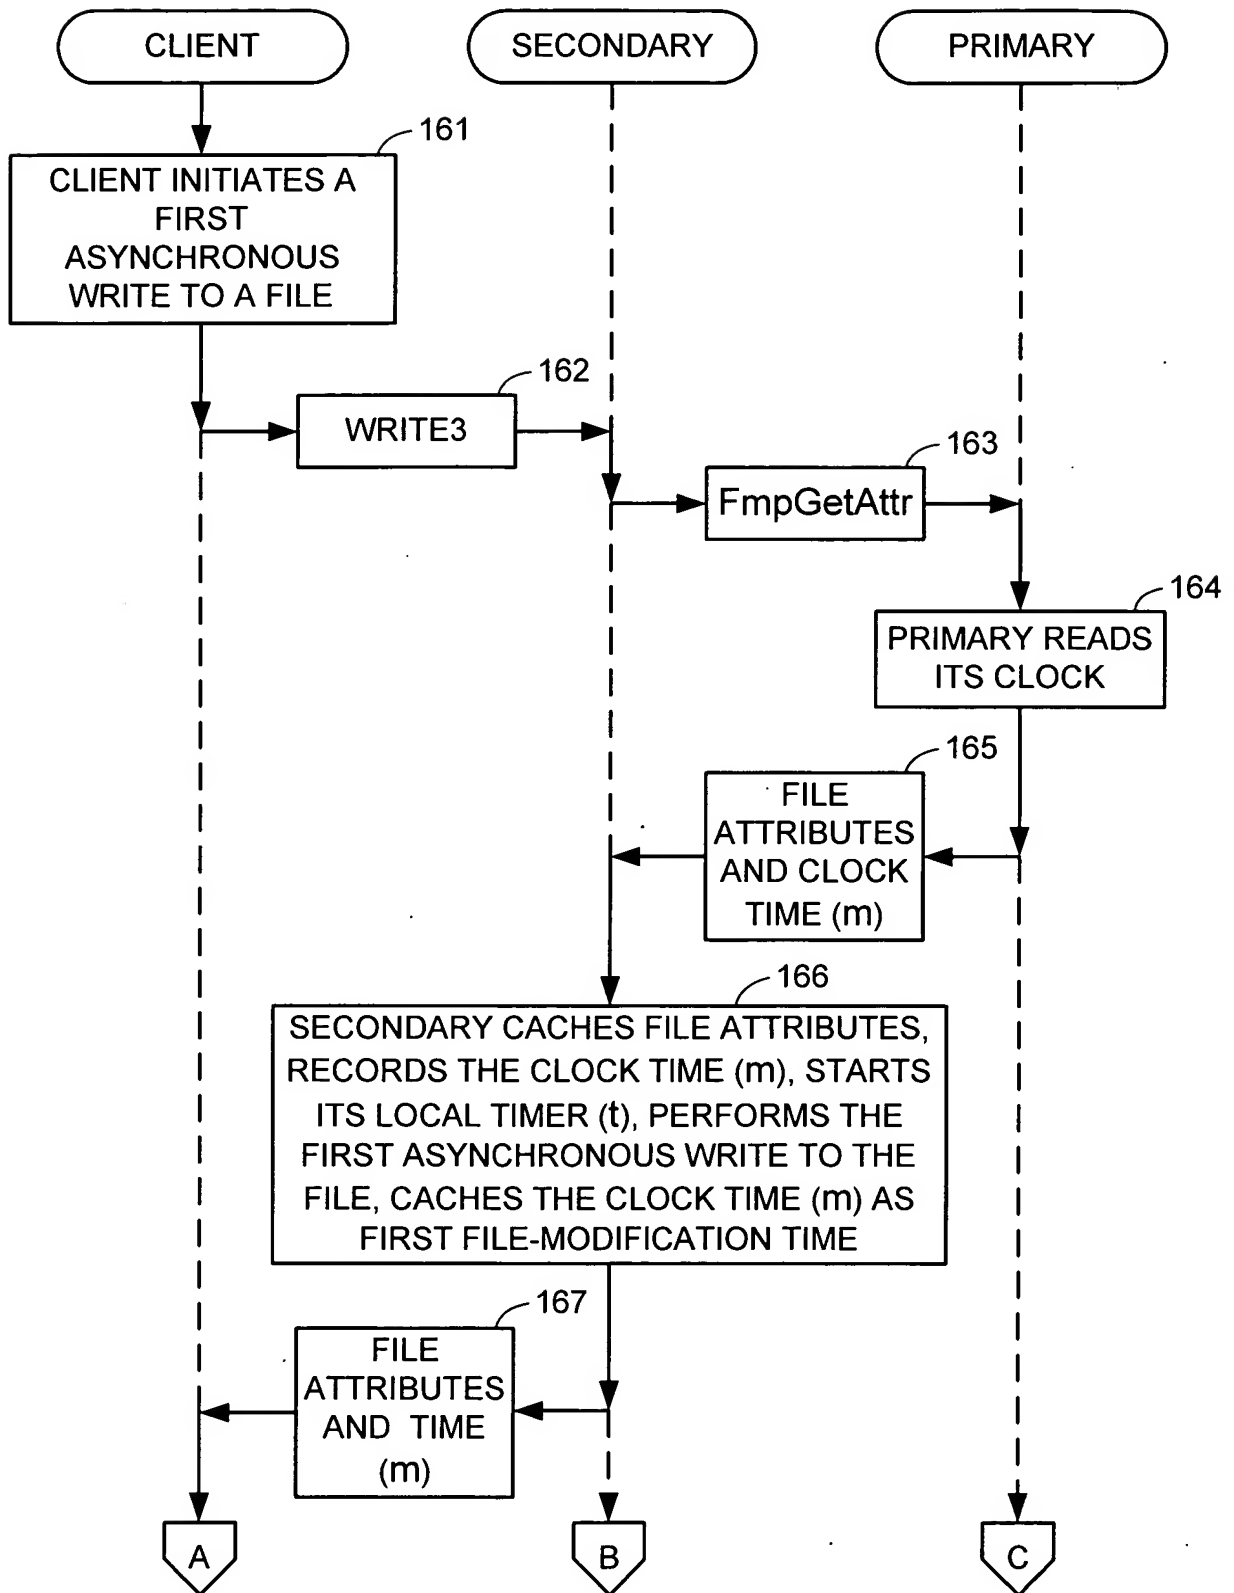 CLIENT
SECONDARY
PRIMARY
161
CLIENT INITIATES A
FIRST
ASYNCHRONOUS
WRITE TO A FILE
162
WRITE3
163
FmpGetAttr
164
PRIMARY READS
ITS CLOCK
165
FILE
ATTRIBUTES
AND CLOCK
TIME (m)
166
SECONDARY CACHES FILE ATTRIBUTES,
RECORDS THE CLOCK TIME (m), STARTS
ITS LOCAL TIMER (t), PERFORMS THE
FIRST ASYNCHRONOUS WRITE TO THE
FILE, CACHES THE CLOCK TIME (m) AS
FIRST FILE-MODIFICATION TIME
167
FILE
ATTRIBUTES
AND TIME
(m)
A
B
C